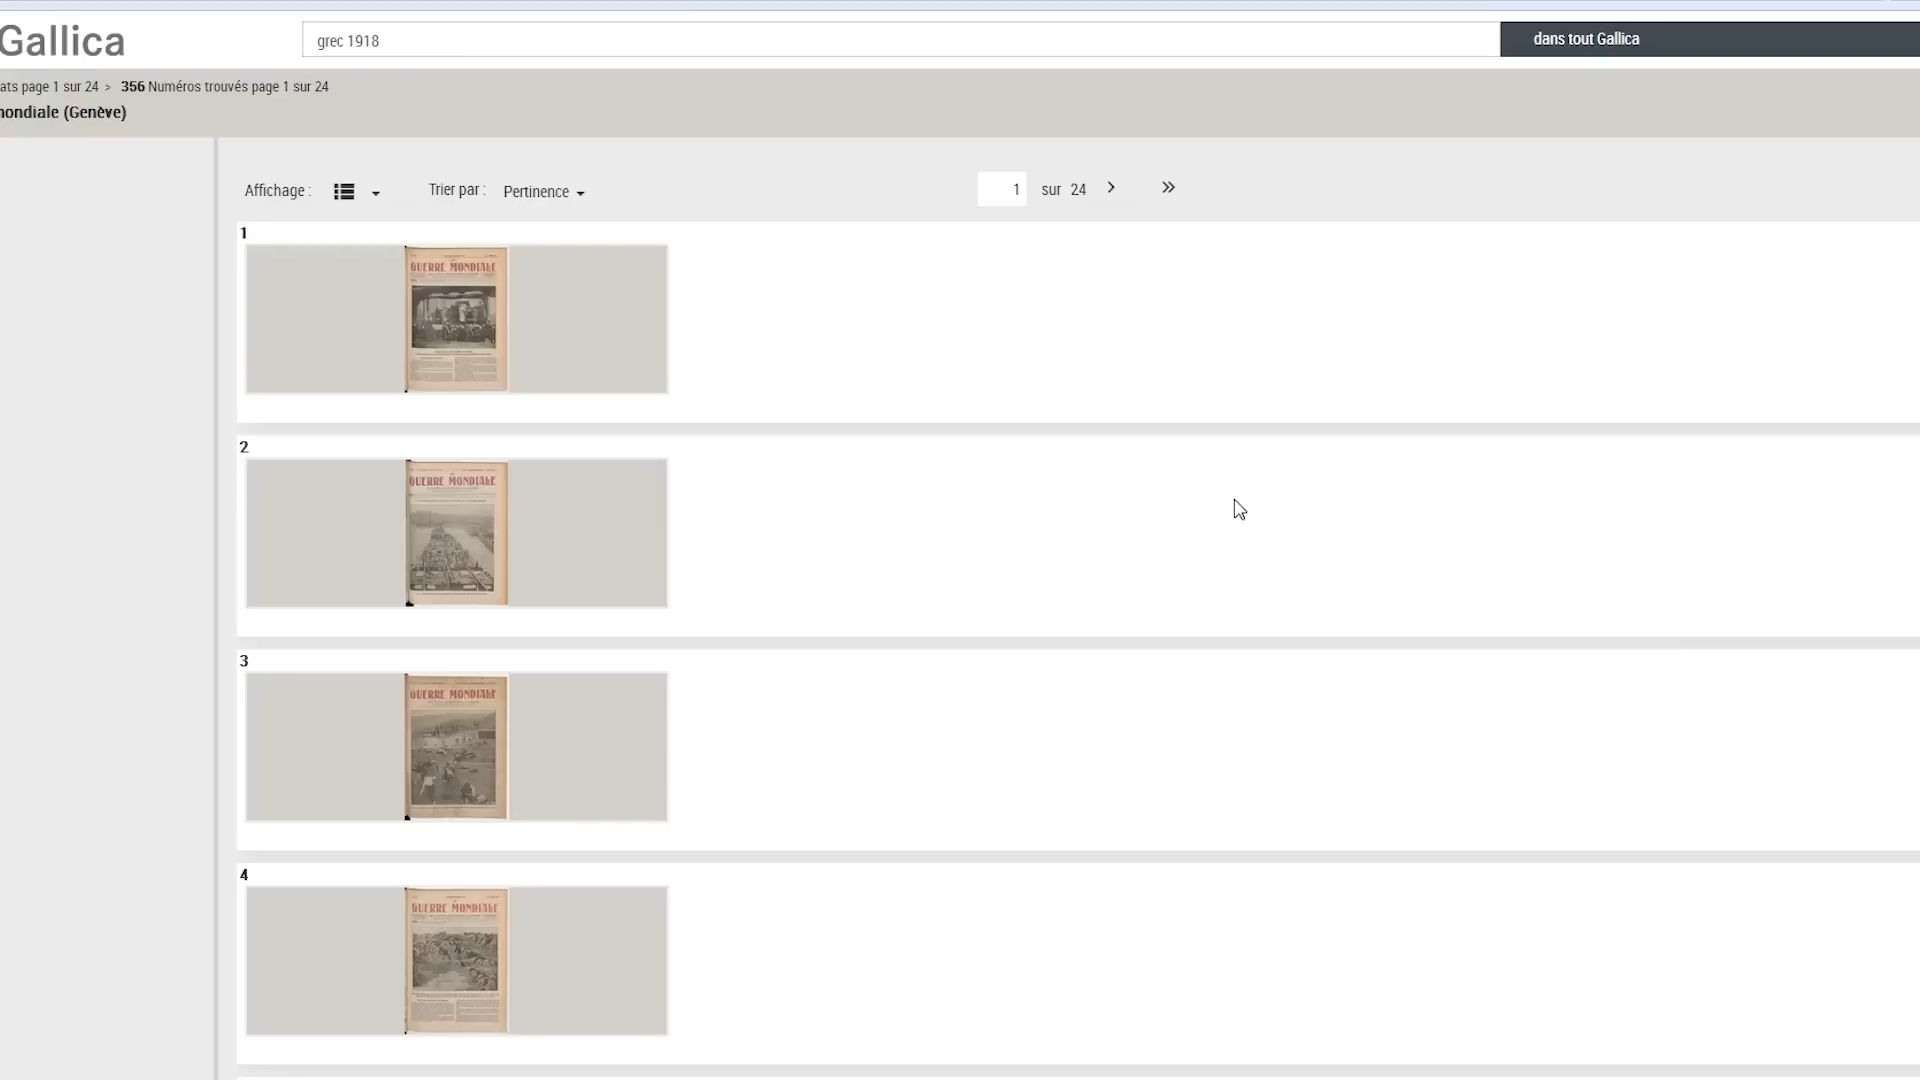 Gallica
grec 1918
dans tout Gallica
ats page 1 sur 24 > 356 Numéros trouvés page 1 sur 24
mondiale (Genève)
Affichage :
Trier par : Pertinence
1 sur 24
1
GUERRE MONDIALE
2
GUERRE MONDIALE
3
GUERRE MONDIALE
4
GUERRE MONDIALE